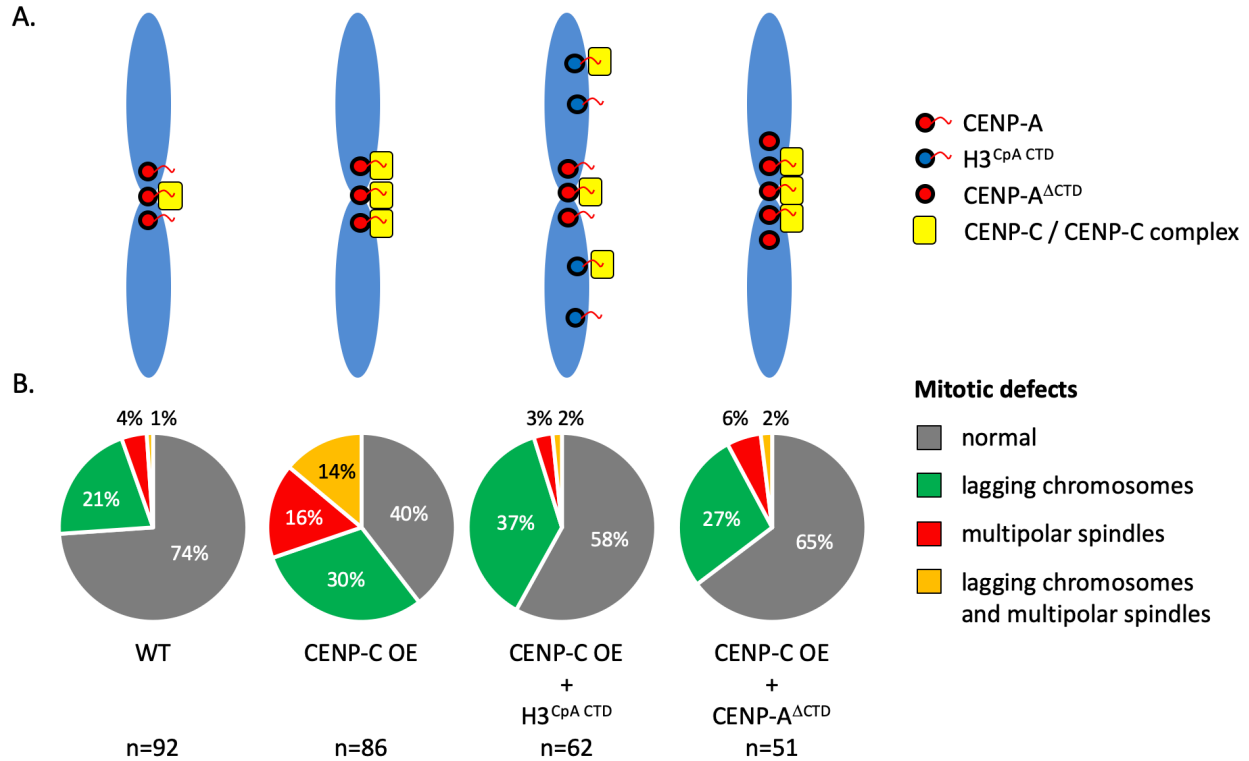 A.
CENP-A
H3^CpA CTD
CENP-A^ΔCTD
CENP-C / CENP-C complex
B.
4% 1%
21%
74%
14%
16%
40%
30%
3% 2%
37%
58%
6% 2%
27%
65%
WT
n=92
CENP-C OE
n=86
CENP-C OE
+
H3^CpA CTD
n=62
CENP-C OE
+
CENP-A^ΔCTD
n=51
Mitotic defects
normal
lagging chromosomes
multipolar spindles
lagging chromosomes
and multipolar spindles